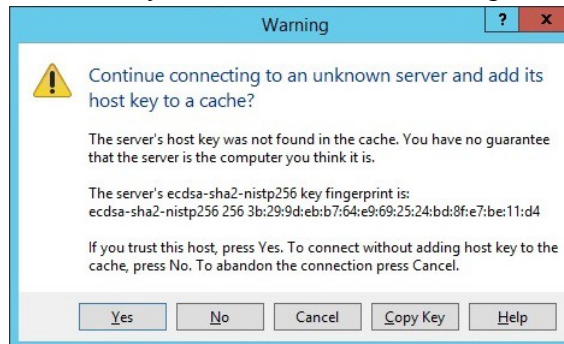 Warning
?
x
Continue connecting to an unknown server and add its
host key to a cache?
The server's host key was not found in the cache. You have no guarantee
that the server is the computer you think it is.
The server's ecdsa-sha2-nistp256 key fingerprint is:
ecdsa-sha2-nistp256 256 3b:29:9d:eb:b7:64:e9:69:25:24:bd:8f:e7:be:11:d4
If you trust this host, press Yes. To connect without adding host key to the
cache, press No. To abandon the connection press Cancel.
Yes
No
Cancel
Copy Key
Help